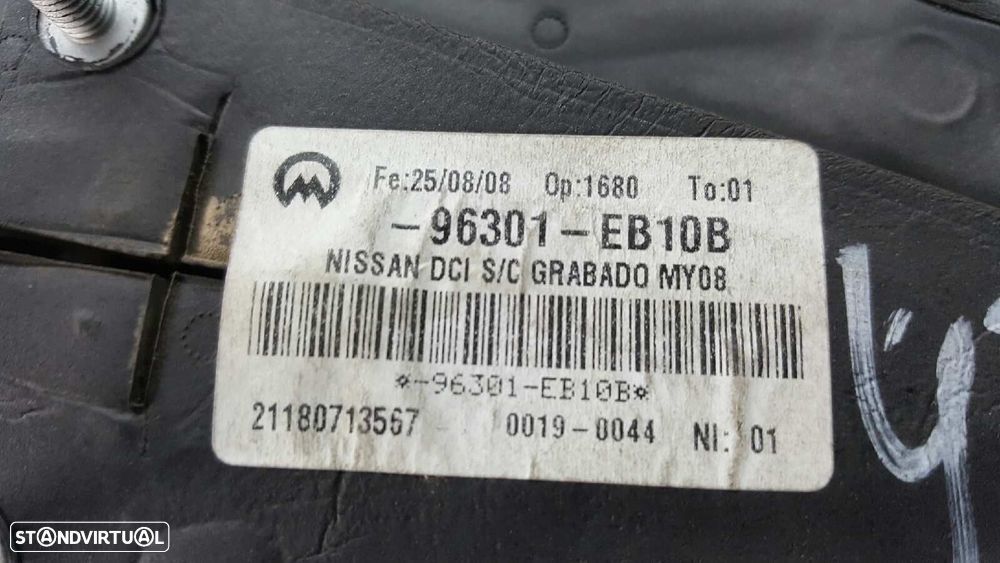 Fe:25/08/08 Op:1680 To:01
-96301-EB10B
NISSAN DCI S/C GRABADO MY08
*-96301-EB10B*
21180713567 0019-0044 NI: 01
STANDVIRTUAL